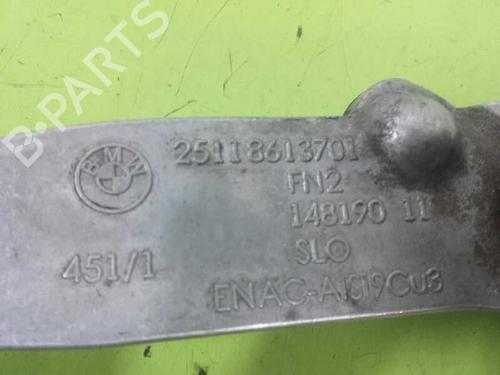 B-PARTS
BMW
25118613701
FN2
148190 11
SLO
451/1
ENAC-AlSi9Cu3